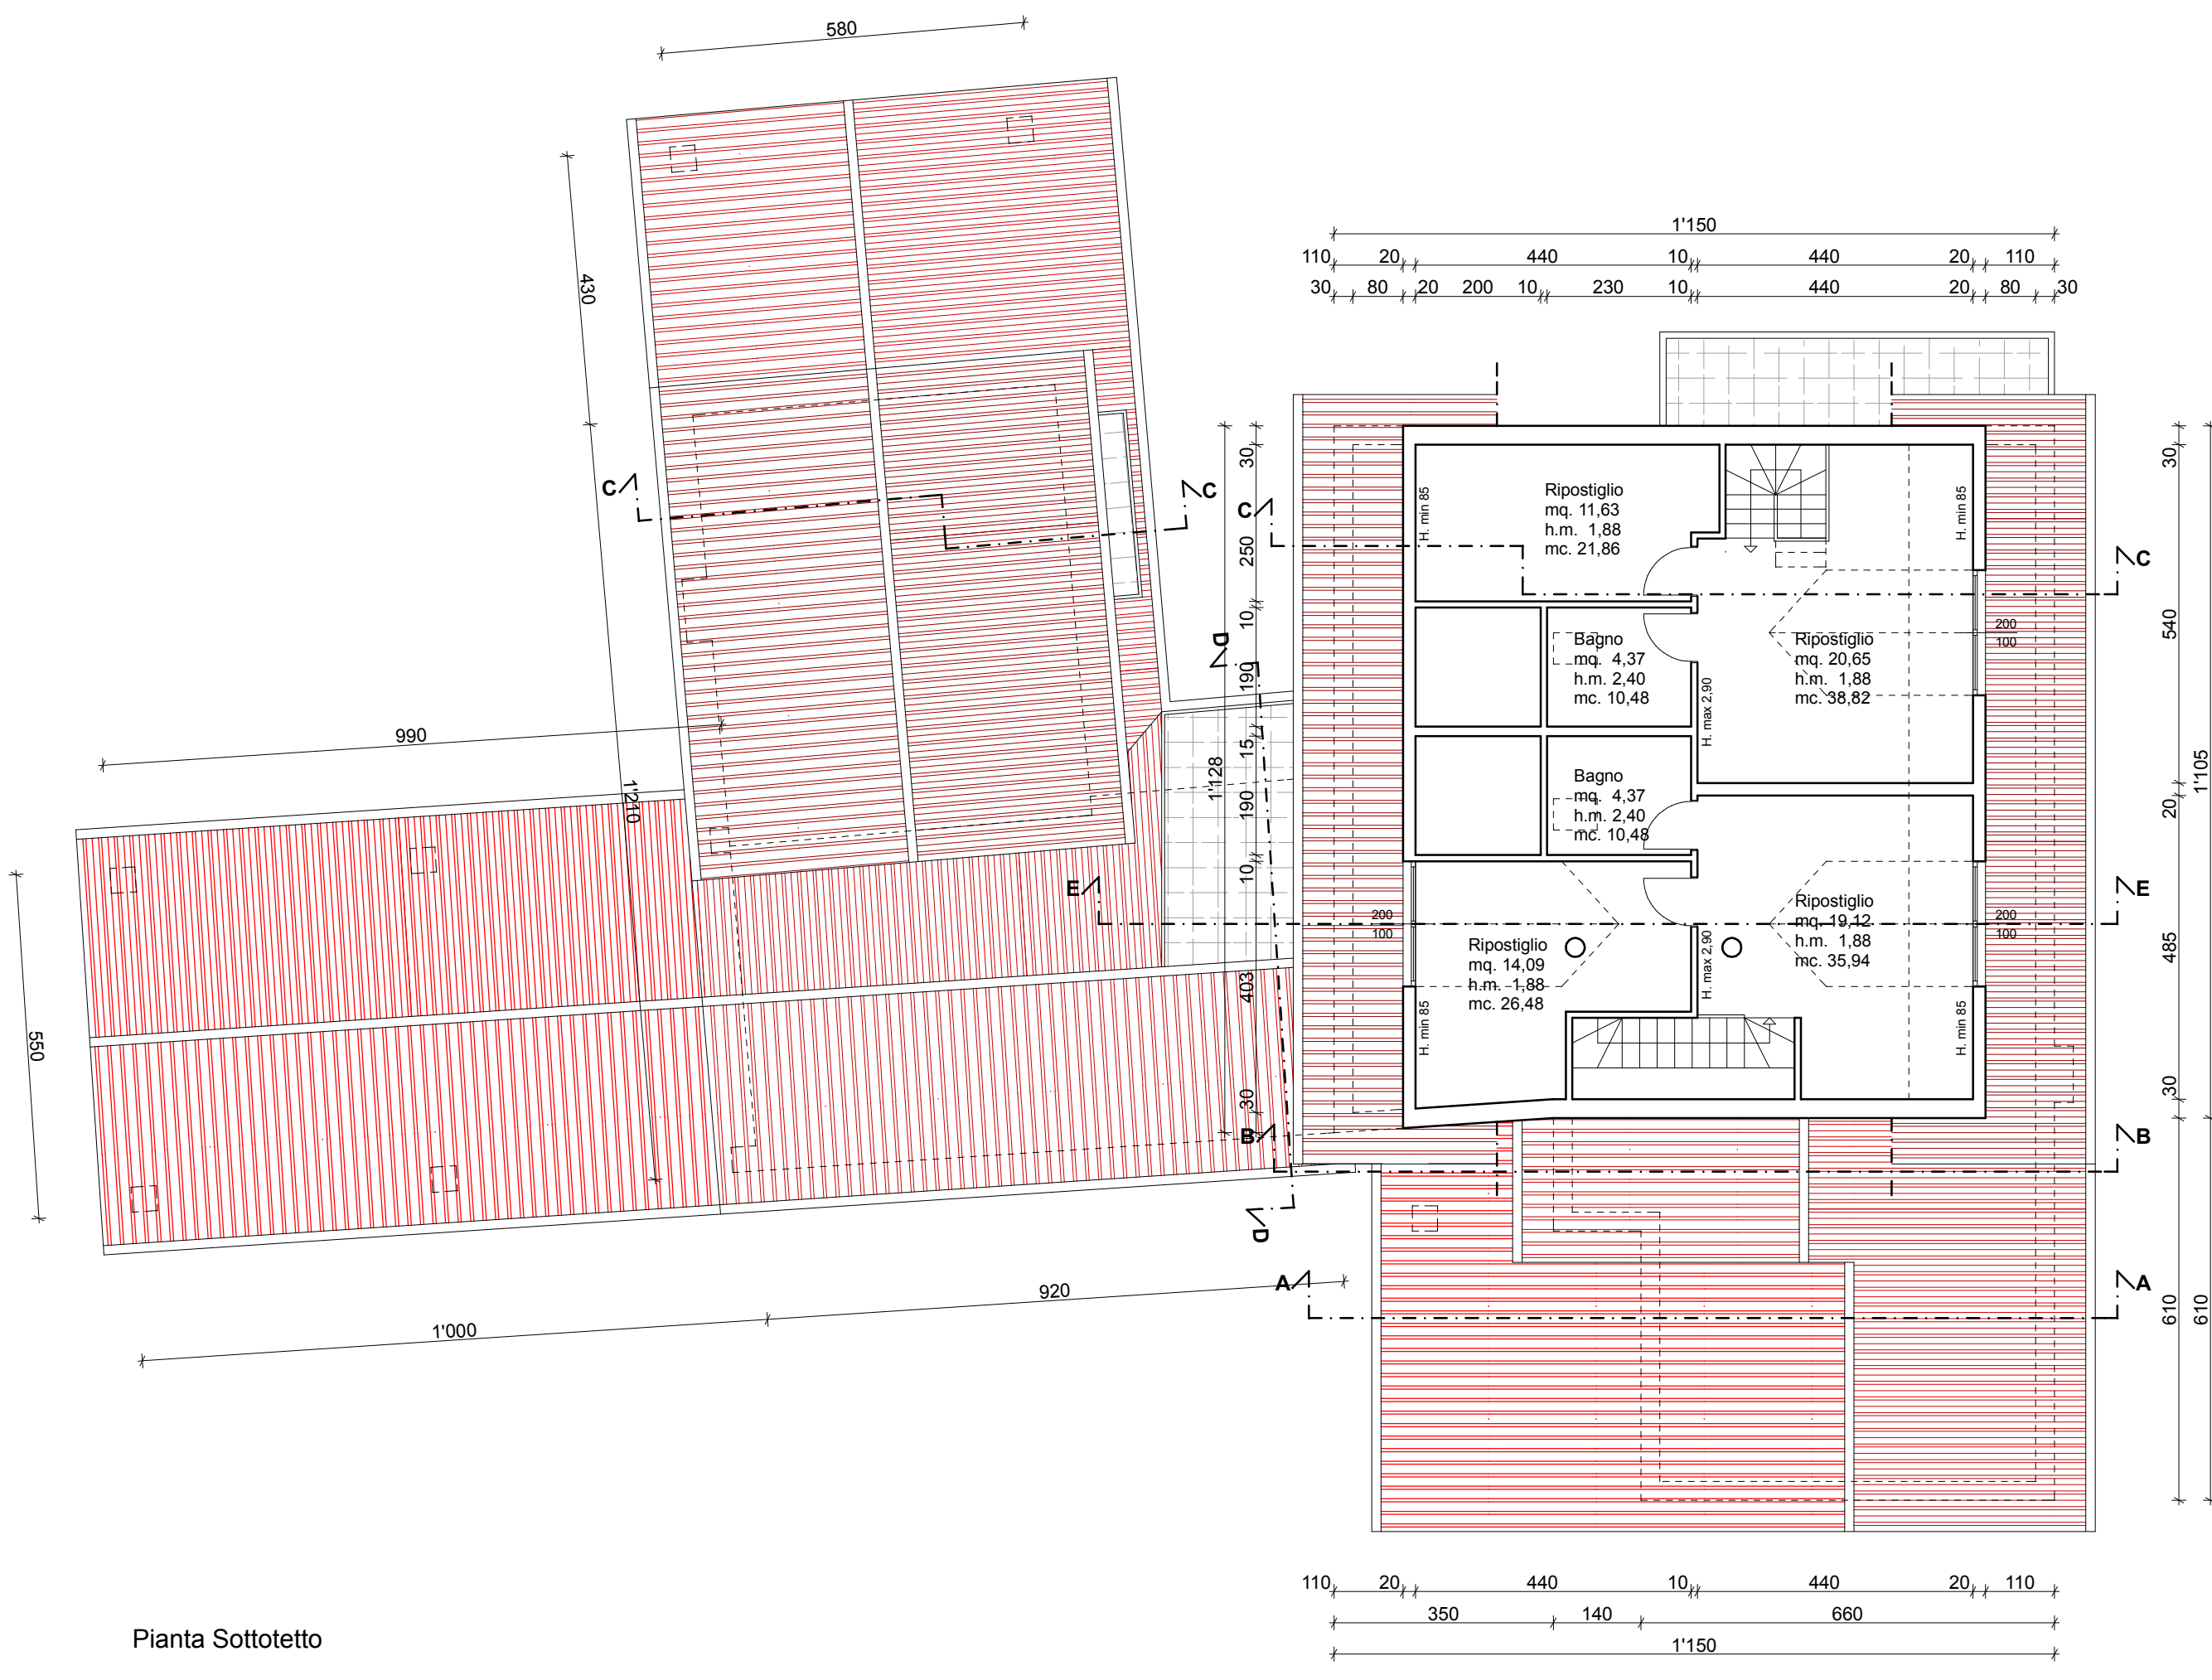 580
1'150
110 20 440 10 440 20 110
30 80 20 200 10 230 10 440 20 80 30
430
C C
C
C
30
250
10
190
15
190
10
403
30
1'128
D
D
30
540
20
485
30
610
1'105
610
H. min 85
H. min 85
Ripostiglio
mq. 11,63
h.m. 1,88
mc. 21,86
Bagno
mq. 4,37
h.m. 2,40
mc. 10,48
Ripostiglio
mq. 20,65
h.m. 1,88
mc. 38,82
200
100
H. max 2,90
990
1'210
Bagno
mq. 4,37
h.m. 2,40
mc. 10,48
E
E
200
100
200
100
Ripostiglio
mq. 14,09
h.m. 1,88
mc. 26,48
Ripostiglio
mq. 19,12
h.m. 1,88
mc. 35,94
H. max 2,90
H. min 85
H. min 85
550
B
B
A
A
920
1'000
110 20 440 10 440 20 110
350 140 660
1'150
Pianta Sottotetto